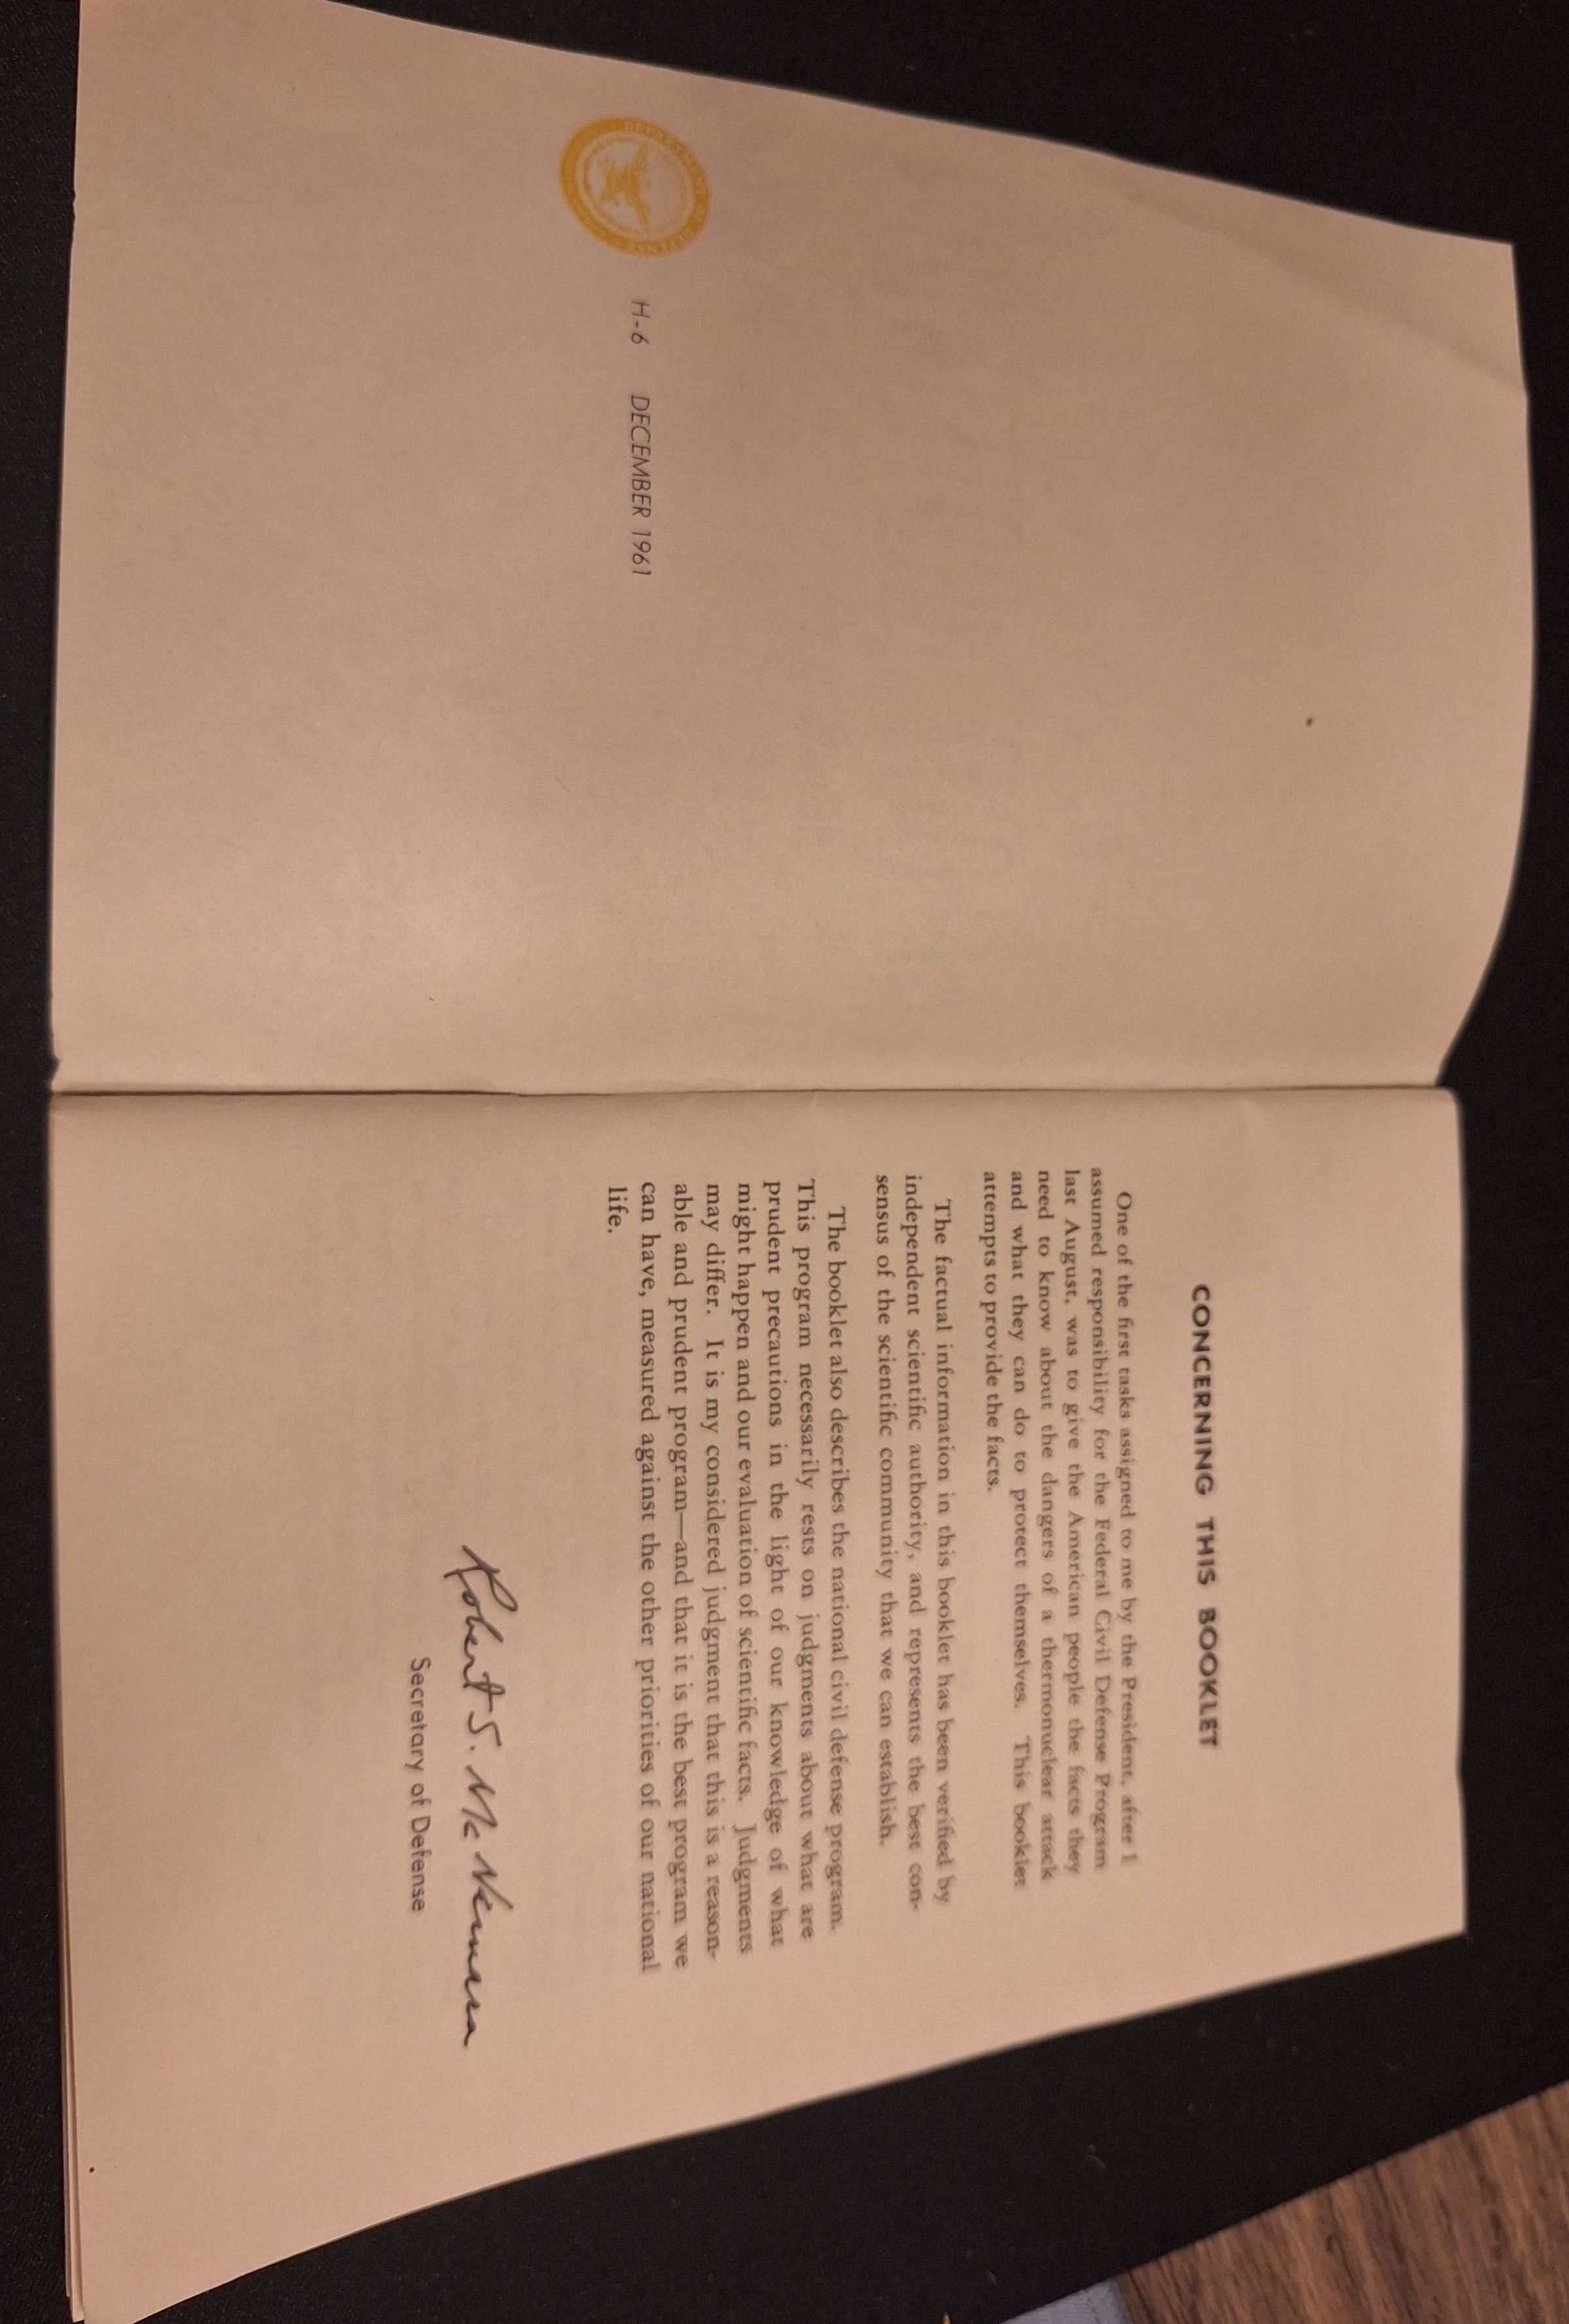 DEPARTMENT OF DEFENSE
H-6 DECEMBER 1961
CONCERNING THIS BOOKLET
One of the first tasks assigned to me by the President, after I
assumed responsibility for the Federal Civil Defense Program
last August, was to give the American people the facts they
need to know about the dangers of a thermonuclear attack
and what they can do to protect themselves. This booklet
attempts to provide the facts.
The factual information in this booklet has been verified by
independent scientific authority, and represents the best con-
sensus of the scientific community that we can establish.
The booklet also describes the national civil defense program.
This program necessarily rests on judgments about what are
prudent precautions in the light of our knowledge of what
might happen and our evaluation of scientific facts. Judgments
may differ. It is my considered judgment that this is a reason-
able and prudent program—and that it is the best program we
can have, measured against the other priorities of our national
life.
Robert S. McNamara
Secretary of Defense